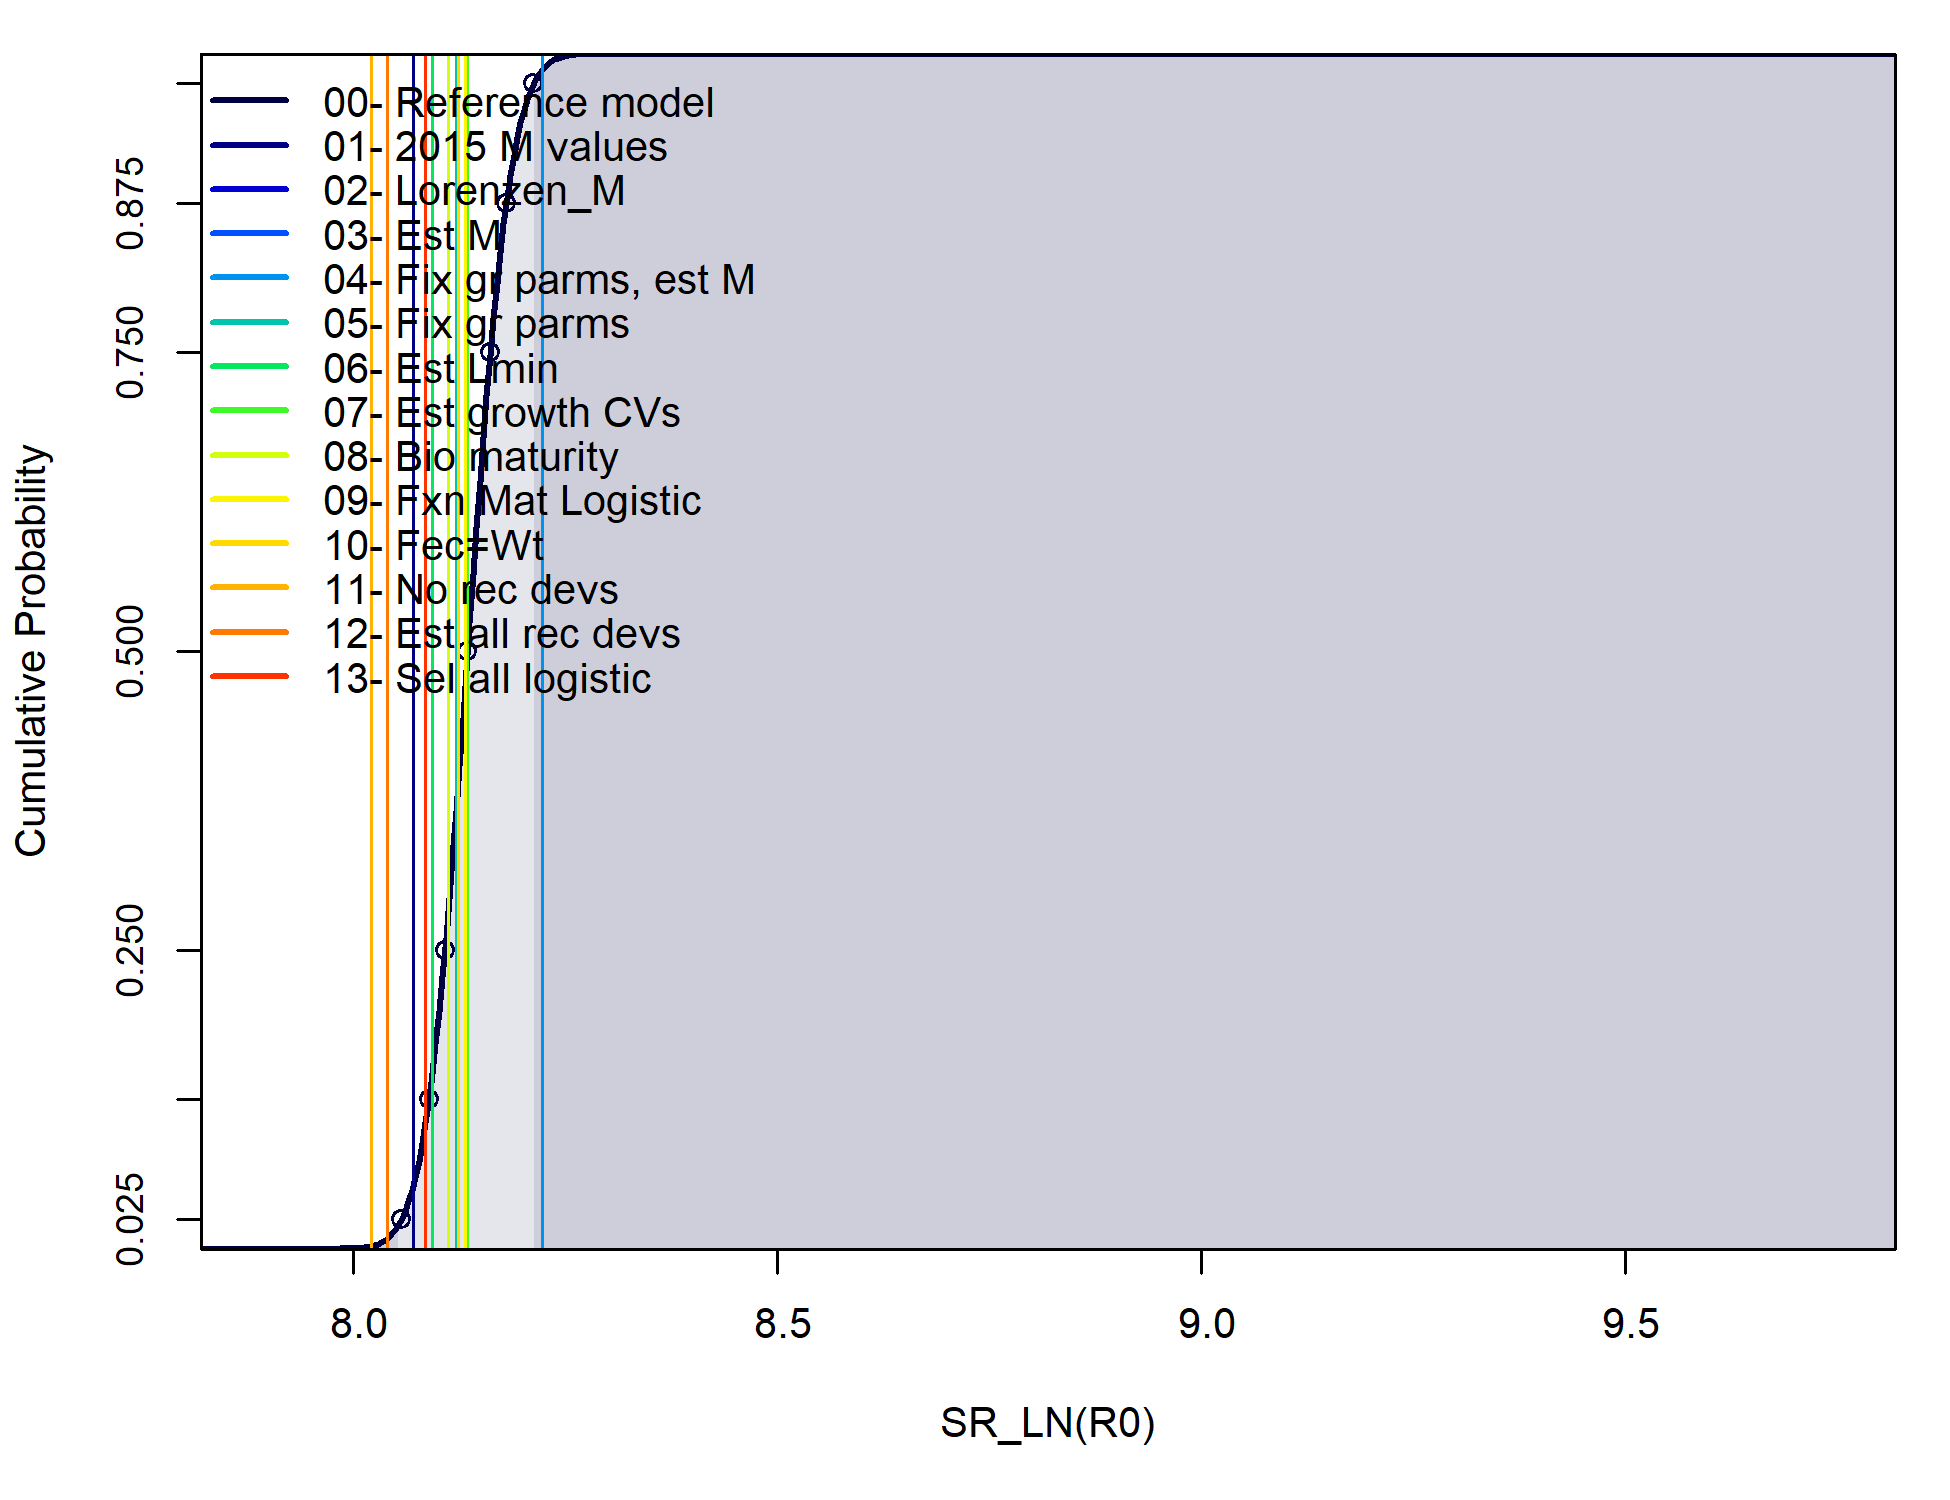 00- Reference model
01- 2015 M values
02- Lorenzen_M
03- Est M
04- Fix gr parms, est M
05- Fix gr parms
06- Est Lmin
07- Est growth CVs
08- Bio maturity
09- Fxn Mat Logistic
10- Fec=Wt
11- No rec devs
12- Est all rec devs
13- Sel all logistic
Cumulative Probability
0.875
0.750
0.500
0.250
0.025
8.0 8.5 9.0 9.5
SR_LN(R0)